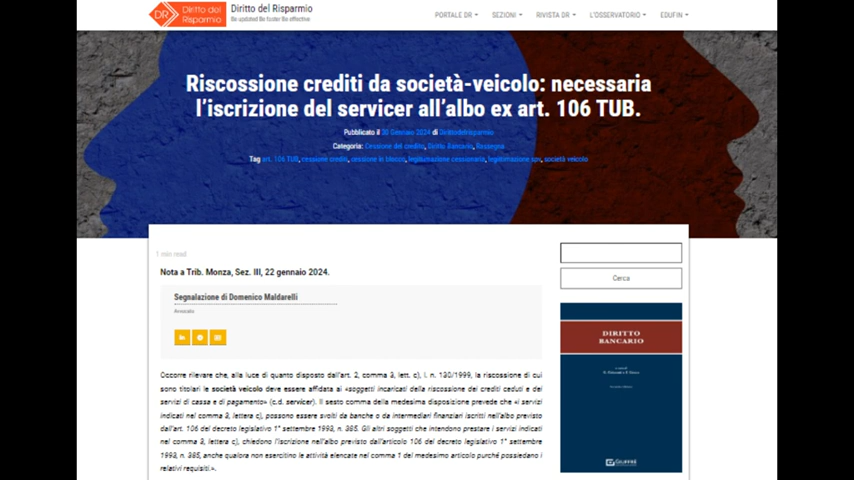 DR
Diritto del
Risparmio
Diritto del Risparmio
Be updated Be faster Be effective
PORTALE DR
SEZIONI
RIVISTA DR
L'OSSERVATORIO
EDUFIN
Riscossione crediti da società-veicolo: necessaria
l'iscrizione del servicer all'albo ex art. 106 TUB.
Pubblicato il 30 Gennaio 2024 di Dirittodelrisparmio
Categoria: Cessione del credito, Diritto Bancario, Rassegna
Tag art. 106 TUB, cessione credito, cessione in blocco, legittimazione cessionaria, legittimazione spv, società veicolo
1 min read
Nota a Trib. Monza, Sez. III, 22 gennaio 2024.
Segnalazione di Domenico Maldarelli
Avvocato
in
Occorre rilevare che, alla luce di quanto disposto dall'art. 2, comma 3, lett. c), l. n. 130/1999, la riscossione di cui
sono titolari le società veicolo deve essere affidata ai «soggetti incaricati della riscossione dei crediti ceduti e dei
servizi di cassa e di pagamento» (c.d. servicer). Il sesto comma della medesima disposizione prevede che «i servizi
indicati nel comma 3, lettera c), possono essere svolti da banche o da intermediari finanziari iscritti nell'albo previsto
dall'art. 106 del decreto legislativo 1° settembre 1993, n. 385. Gli altri soggetti che intendono prestare i servizi indicati
nel comma 3, lettera c), chiedono l'iscrizione nell'albo previsto dall'articolo 106 del decreto legislativo 1° settembre
1993, n. 385, anche qualora non esercitino le attività elencate nel comma 1 del medesimo articolo purché possiedano i
relativi requisiti.».
Cerca
DIRITTO
BANCARIO
GIUFFRÈ